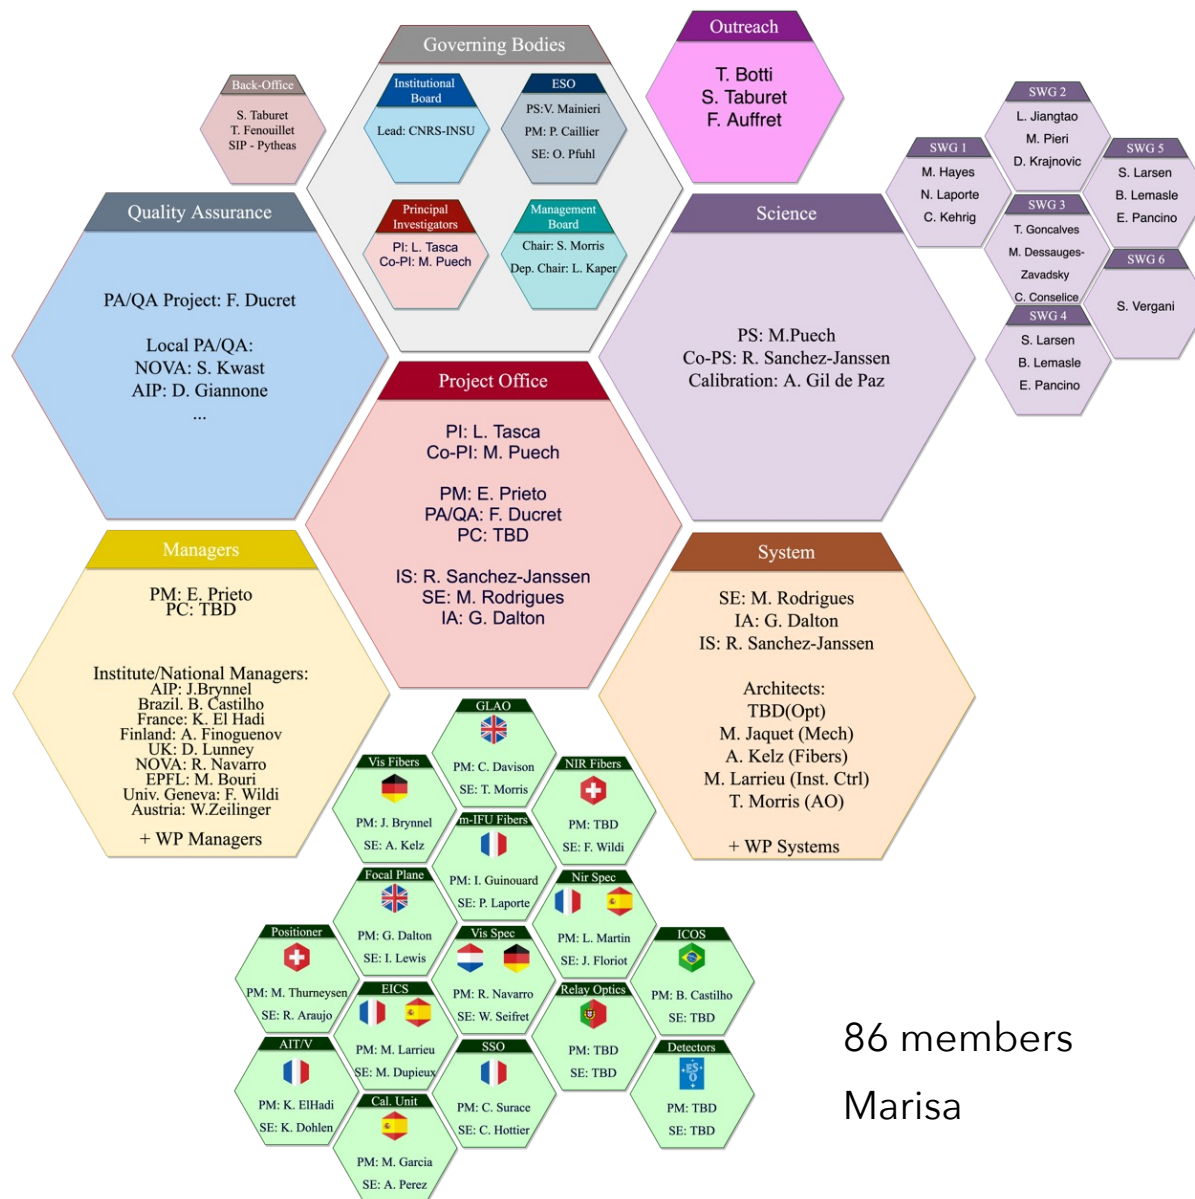 Governing Bodies
Institutional
Board
Lead: CNRS-INSU
ESO
PS:V. Mainieri
PM: P. Caillier
SE: O. Pfuhl
Principal
Investigators
PI: L. Tasca
Co-PI: M. Puech
Management
Board
Chair: S. Morris
Dep. Chair: L. Kaper
Outreach
T. Botti
S. Taburet
F. Auffret
Back-Office
S. Taburet
T. Fenouillet
SIP - Pytheas
Quality Assurance
PA/QA Project: F. Ducret
Local PA/QA:
NOVA: S. Kwast
AIP: D. Giannone
...
Science
PS: M.Puech
Co-PS: R. Sanchez-Janssen
Calibration: A. Gil de Paz
SWG 1
M. Hayes
N. Laporte
C. Kehrig
SWG 2
L. Jiangtao
M. Pieri
D. Krajnovic
SWG 3
T. Goncalves
M. Dessauges-
Zavadsky
C. Conselice
SWG 4
S. Larsen
B. Lemasle
E. Pancino
SWG 5
S. Larsen
B. Lemasle
E. Pancino
SWG 6
S. Vergani
Project Office
PI: L. Tasca
Co-PI: M. Puech
PM: E. Prieto
PA/QA: F. Ducret
PC: TBD
IS: R. Sanchez-Janssen
SE: M. Rodrigues
IA: G. Dalton
Managers
PM: E. Prieto
PC: TBD
Institute/National Managers:
AIP: J.Brynnel
Brazil. B. Castilho
France: K. El Hadi
Finland: A. Finoguenov
UK: D. Lunney
NOVA: R. Navarro
EPFL: M. Bouri
Univ. Geneva: F. Wildi
Austria: W.Zeilinger
+ WP Managers
System
SE: M. Rodrigues
IA: G. Dalton
IS: R. Sanchez-Janssen
Architects:
TBD(Opt)
M. Jaquet (Mech)
A. Kelz (Fibers)
M. Larrieu (Inst. Ctrl)
T. Morris (AO)
+ WP Systems
GLAO
PM: C. Davison
SE: T. Morris
Vis Fibers
PM: J. Brynnel
SE: A. Kelz
NIR Fibers
PM: TBD
SE: F. Wildi
m-IFU Fibers
PM: I. Guinouard
SE: P. Laporte
Focal Plane
PM: G. Dalton
SE: I. Lewis
Nir Spec
PM: L. Martin
SE: J. Floriot
Positioner
PM: M. Thurneysen
SE: R. Araujo
Vis Spec
PM: R. Navarro
SE: W. Seifret
ICOS
PM: B. Castilho
SE: TBD
EICS
PM: M. Larrieu
SE: M. Dupieux
Relay Optics
PM: TBD
SE: TBD
AIT/V
PM: K. ElHadi
SE: K. Dohlen
SSO
PM: C. Surace
SE: C. Hottier
Detectors
ESO
PM: TBD
SE: TBD
Cal. Unit
PM: M. Garcia
SE: A. Perez
86 members
Marisa